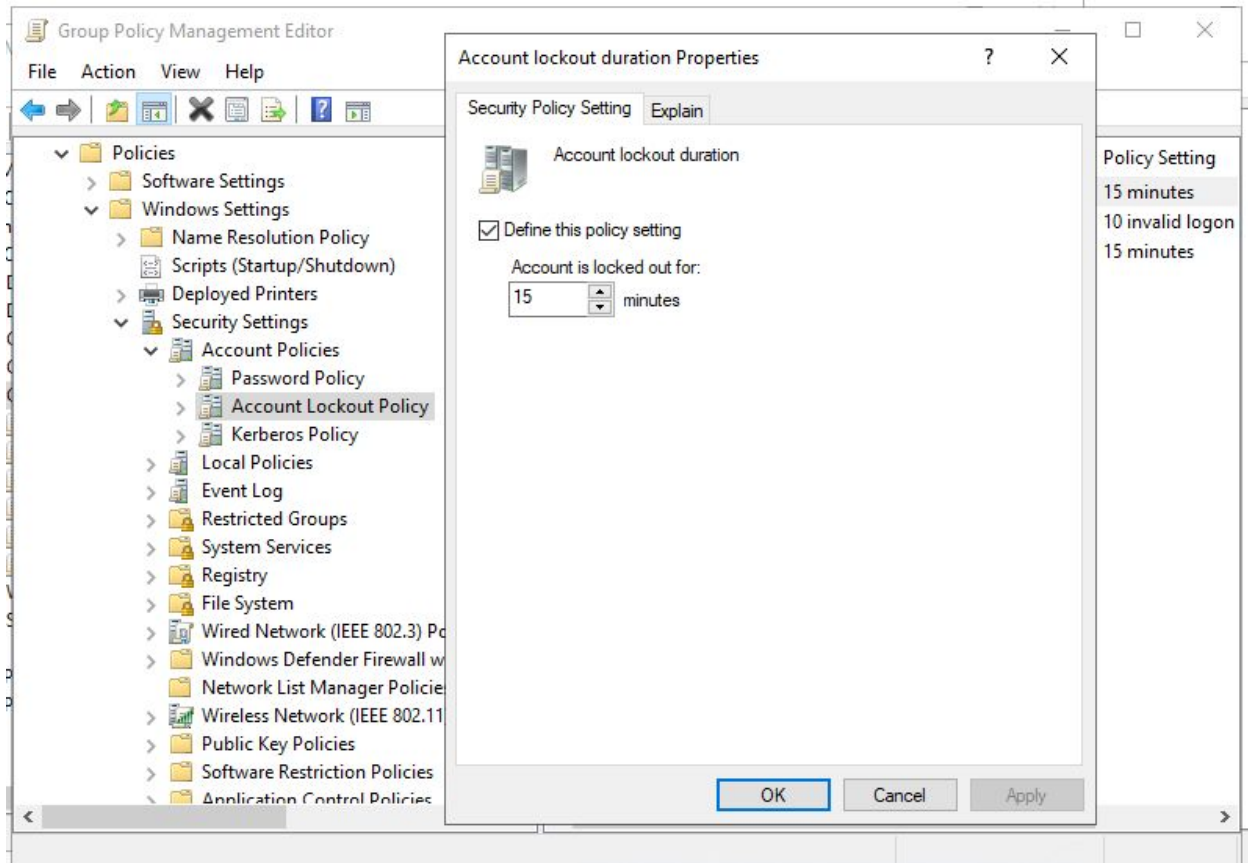 Group Policy Management Editor
File Action View Help
Policies
Software Settings
Windows Settings
Name Resolution Policy
Scripts (Startup/Shutdown)
Deployed Printers
Security Settings
Account Policies
Password Policy
Account Lockout Policy
Kerberos Policy
Local Policies
Event Log
Restricted Groups
System Services
Registry
File System
Wired Network (IEEE 802.3) Po
Windows Defender Firewall w
Network List Manager Policie
Wireless Network (IEEE 802.11
Public Key Policies
Software Restriction Policies
Application Control Policies
Account lockout duration Properties
Security Policy Setting Explain
Account lockout duration
Define this policy setting
Account is locked out for:
15 minutes
OK Cancel Apply
Policy Setting
15 minutes
10 invalid logon
15 minutes